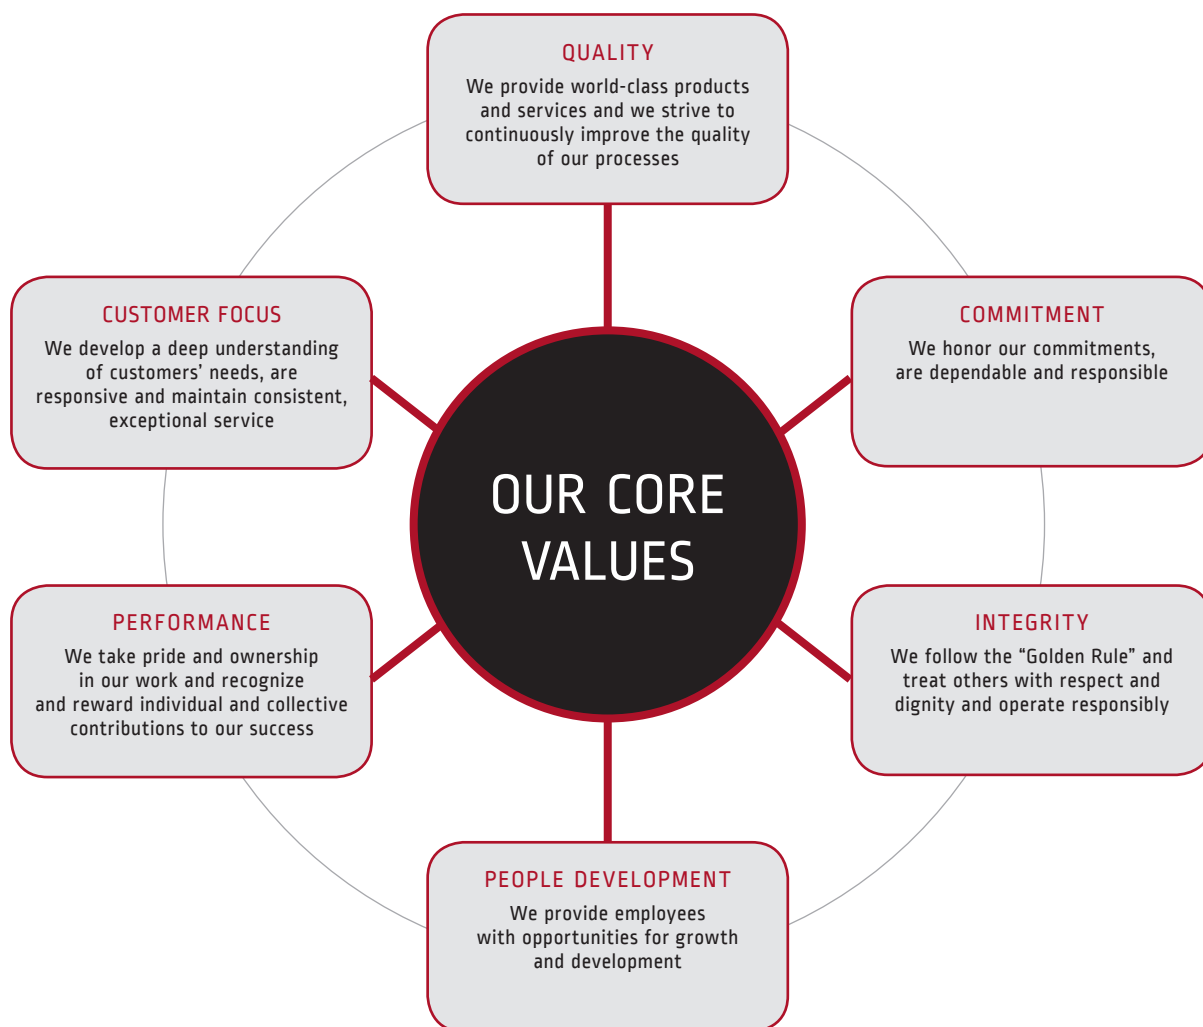 QUALITY
We provide world-class products
and services and we strive to
continuously improve the quality
of our processes
CUSTOMER FOCUS
We develop a deep understanding
of customers’ needs, are
responsive and maintain consistent,
exceptional service
COMMITMENT
We honor our commitments,
are dependable and responsible
OUR CORE
VALUES
PERFORMANCE
We take pride and ownership
in our work and recognize
and reward individual and collective
contributions to our success
INTEGRITY
We follow the “Golden Rule” and
treat others with respect and
dignity and operate responsibly
PEOPLE DEVELOPMENT
We provide employees
with opportunities for growth
and development